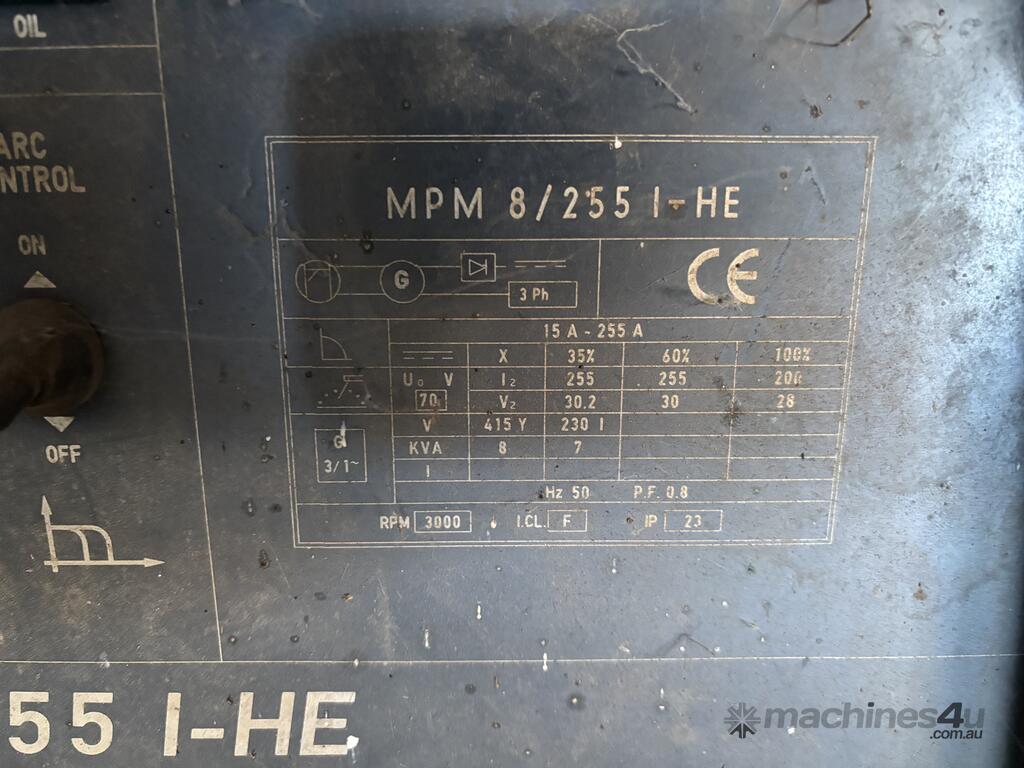 OIL
ARC
NTROL
ON
OFF
MPM 8/255 I-HE
G
3 Ph
CE
15 A - 255 A
X 35% 60% 100%
U₀ V I₂ 255 255 200
70 V₂ 30.2 30 28
V 415 Y 230 I
G KVA 8 7
3/1~ I
Hz 50 P.F. 0.8
RPM 3000 I.CL. F IP 23
55 I-HE
machines4u
.com.au